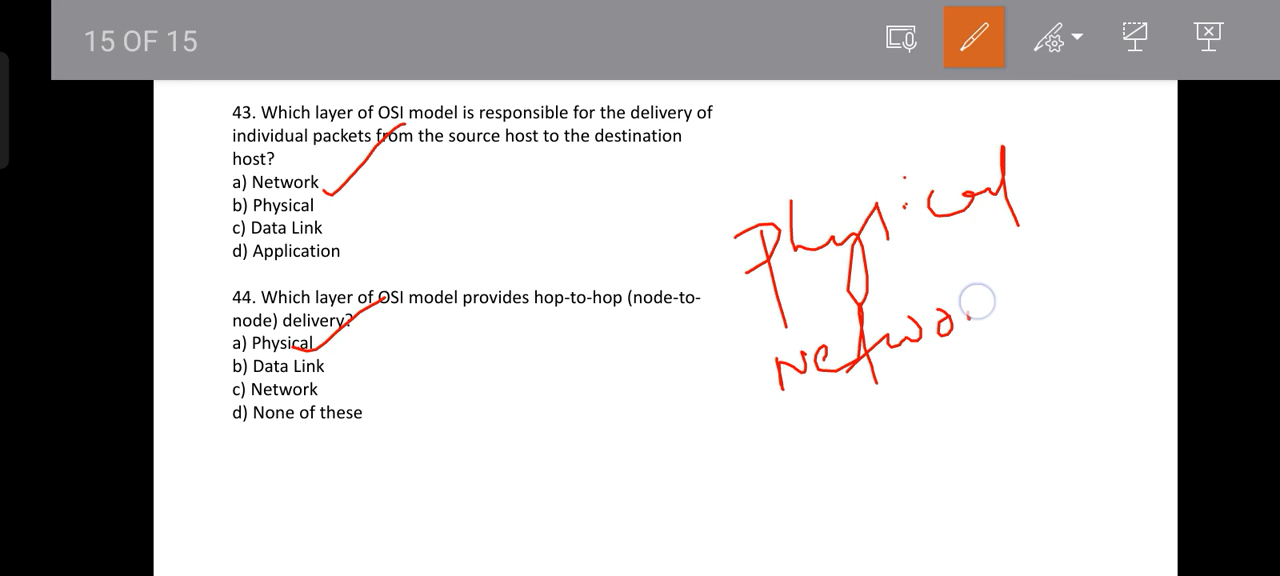 15 OF 15
43. Which layer of OSI model is responsible for the delivery of
individual packets from the source host to the destination
host?
a) Network
b) Physical
c) Data Link
d) Application
44. Which layer of OSI model provides hop-to-hop (node-to-
node) delivery?
a) Physical
b) Data Link
c) Network
d) None of these
Physical
Netwo